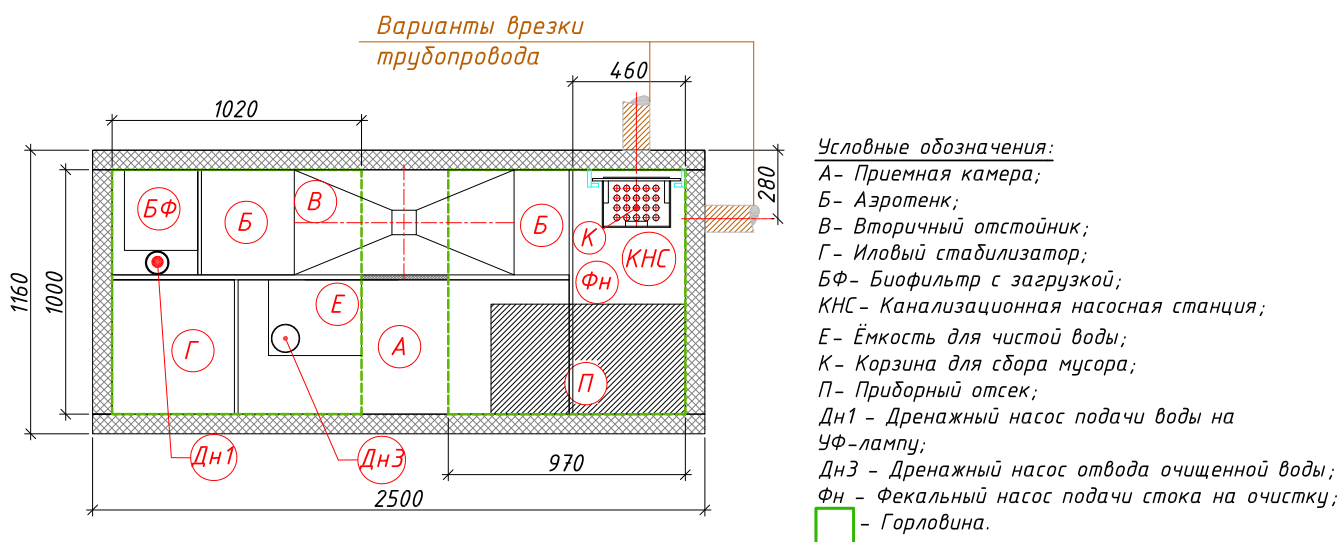 Варианты врезки
трубопровода
460
1020
280
1160
1000
БФ
Б
В
Б
К
КНС
Фн
Е
Г
А
П
Дн1
Дн3
970
2500
Условные обозначения:
А- Приемная камера;
Б- Аэротенк;
В- Вторичный отстойник;
Г- Иловый стабилизатор;
БФ- Биофильтр с загрузкой;
КНС- Канализационная насосная станция;
Е- Ёмкость для чистой воды;
К- Корзина для сбора мусора;
П- Приборный отсек;
Дн1 - Дренажный насос подачи воды на
УФ-лампу;
Дн3 - Дренажный насос отвода очищенной воды;
Фн - Фекальный насос подачи стока на очистку;
- Горловина.